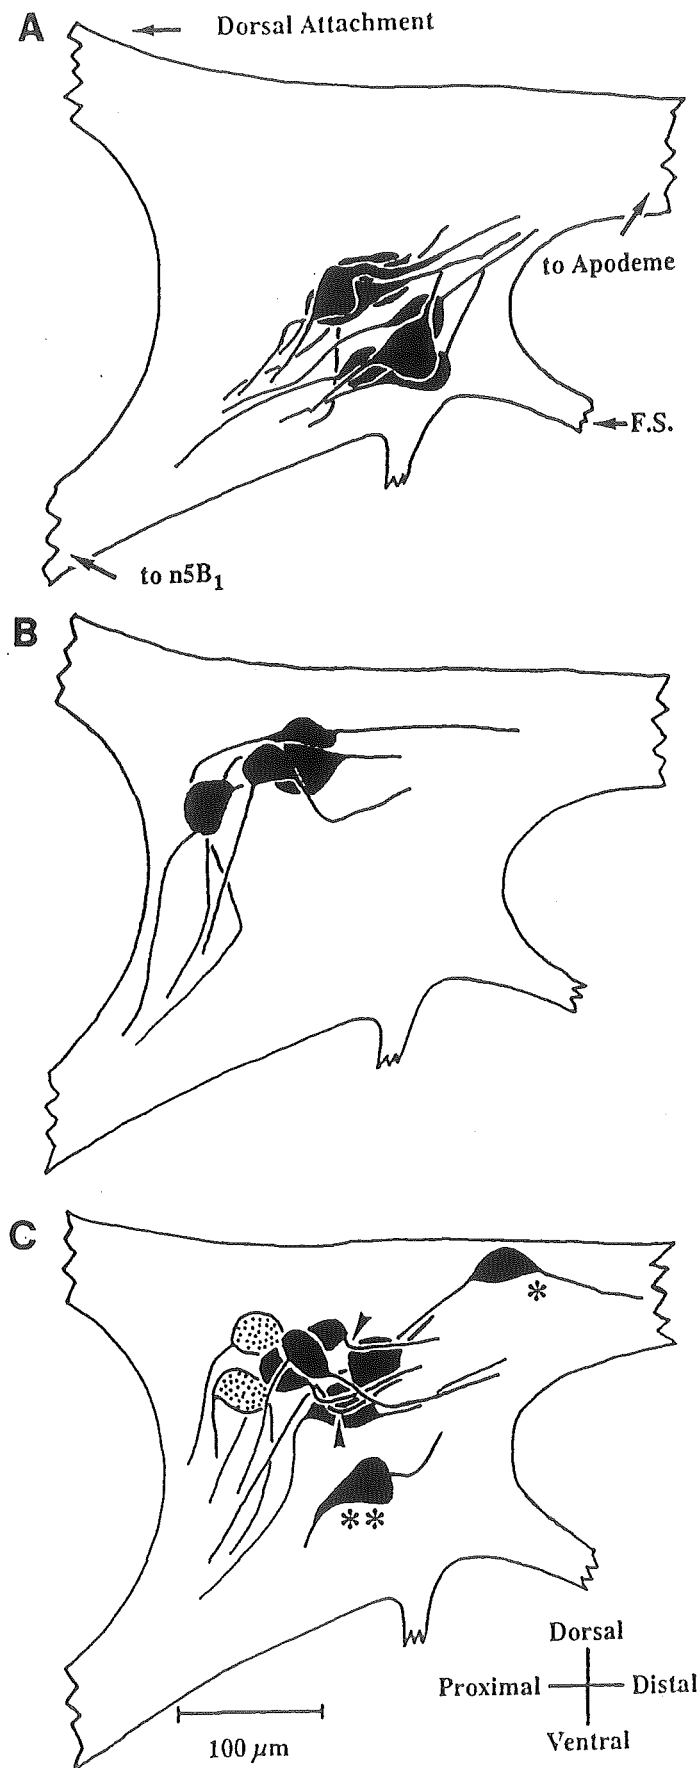 A
Dorsal Attachment
to Apodeme
F.S.
to n5B1
B
C
*
**
Dorsal
Proximal
Distal
Ventral
100 μm